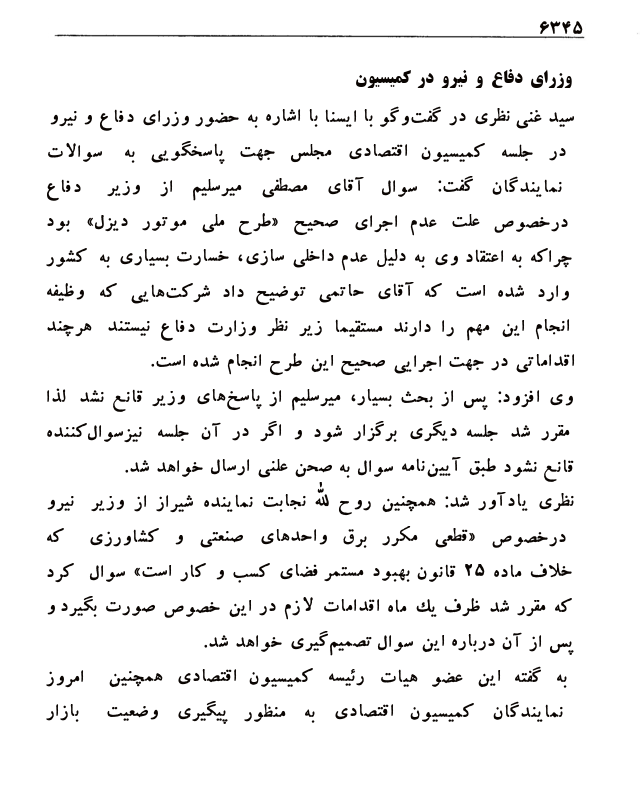 ۶۳۴۵
وزرای دفاع و نیرو در کمیسیون
سید غنی نظری در گفت‌وگو با ایسنا با اشاره به حضور وزرای دفاع و نیرو
در جلسه کمیسیون اقتصادی مجلس جهت پاسخگویی به سوالات
نمایندگان گفت: سوال آقای مصطفی میرسلیم از وزیر دفاع
درخصوص علت عدم اجرای صحیح «طرح ملی موتور دیزل» بود
چراکه به اعتقاد وی به دلیل عدم داخلی سازی، خسارت بسیاری به کشور
وارد شده است که آقای حاتمی توضیح داد شرکت‌هایی که وظیفه
انجام این مهم را دارند مستقیما زیر نظر وزارت دفاع نیستند هرچند
اقداماتی در جهت اجرایی صحیح این طرح انجام شده است.
وی افزود: پس از بحث بسیار، میرسلیم از پاسخ‌های وزیر قانع نشد لذا
مقرر شد جلسه دیگری برگزار شود و اگر در آن جلسه نیزسوال‌کننده
قانع نشود طبق آیین‌نامه سوال به صحن علنی ارسال خواهد شد.
نظری یادآور شد: همچنین روح لله نجابت نماینده شیراز از وزیر نیرو
درخصوص «قطعی مکرر برق واحدهای صنعتی و کشاورزی که
خلاف ماده ۲۵ قانون بهبود مستمر فضای کسب و کار است» سوال کرد
که مقرر شد ظرف یك ماه اقدامات لازم در این خصوص صورت بگیرد و
پس از آن درباره این سوال تصمیم‌گیری خواهد شد.
به گفته این عضو هیات رئیسه کمیسیون اقتصادی همچنین امروز
نمایندگان کمیسیون اقتصادی به منظور پیگیری وضعیت بازار